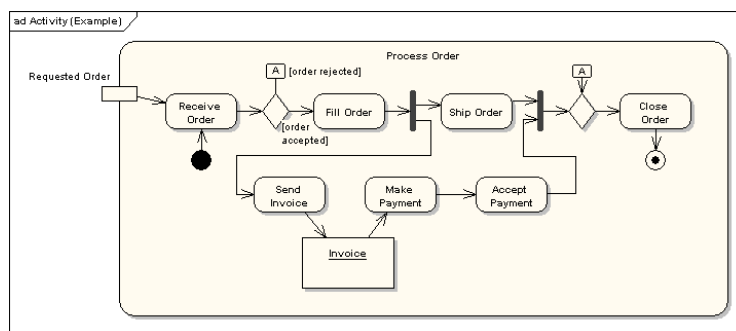 ad Activity (Example)
Process Order
Requested Order
A
[order rejected]
A
Receive
Order
Fill Order
Ship Order
Close
Order
[order
accepted]
Send
Invoice
Make
Payment
Accept
Payment
Invoice